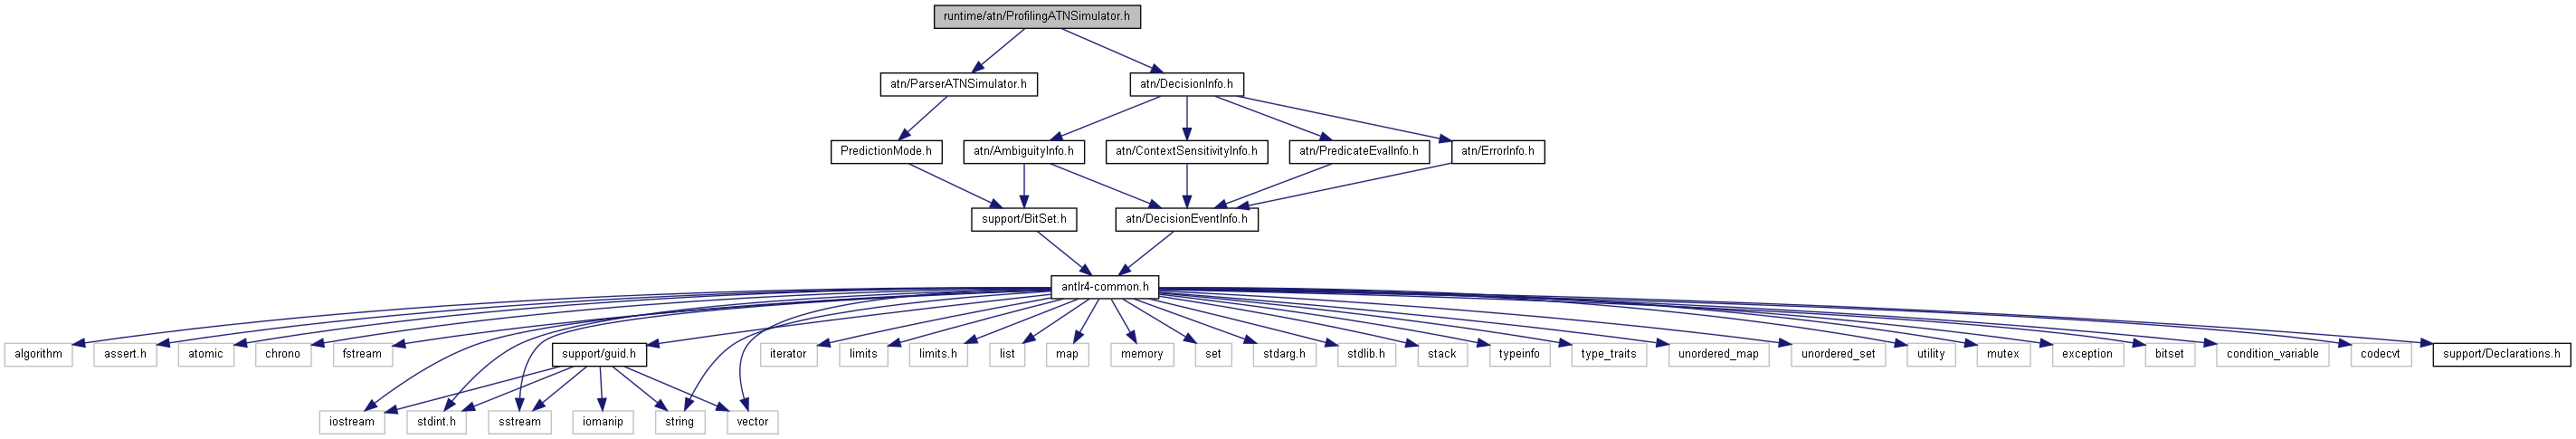 runtime/atn/ProfilingATNSimulator.h
atn/ParserATNSimulator.h
atn/DecisionInfo.h
PredictionMode.h
atn/AmbiguityInfo.h
atn/ContextSensitivityInfo.h
atn/PredicateEvalInfo.h
atn/ErrorInfo.h
support/BitSet.h
atn/DecisionEventInfo.h
antlr4-common.h
algorithm
assert.h
atomic
chrono
fstream
support/guid.h
iterator
limits
limits.h
list
map
memory
set
stdarg.h
stdlib.h
stack
typeinfo
type_traits
unordered_map
unordered_set
utility
mutex
exception
bitset
condition_variable
codecvt
support/Declarations.h
iostream
stdint.h
sstream
iomanip
string
vector